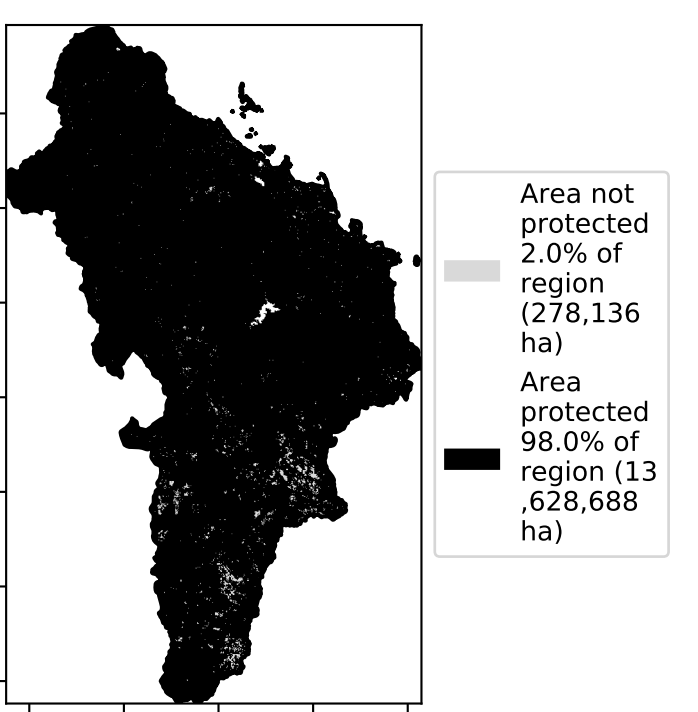 Area not
protected
2.0% of
region
(278,136
ha)
Area
protected
98.0% of
region (13
,628,688
ha)